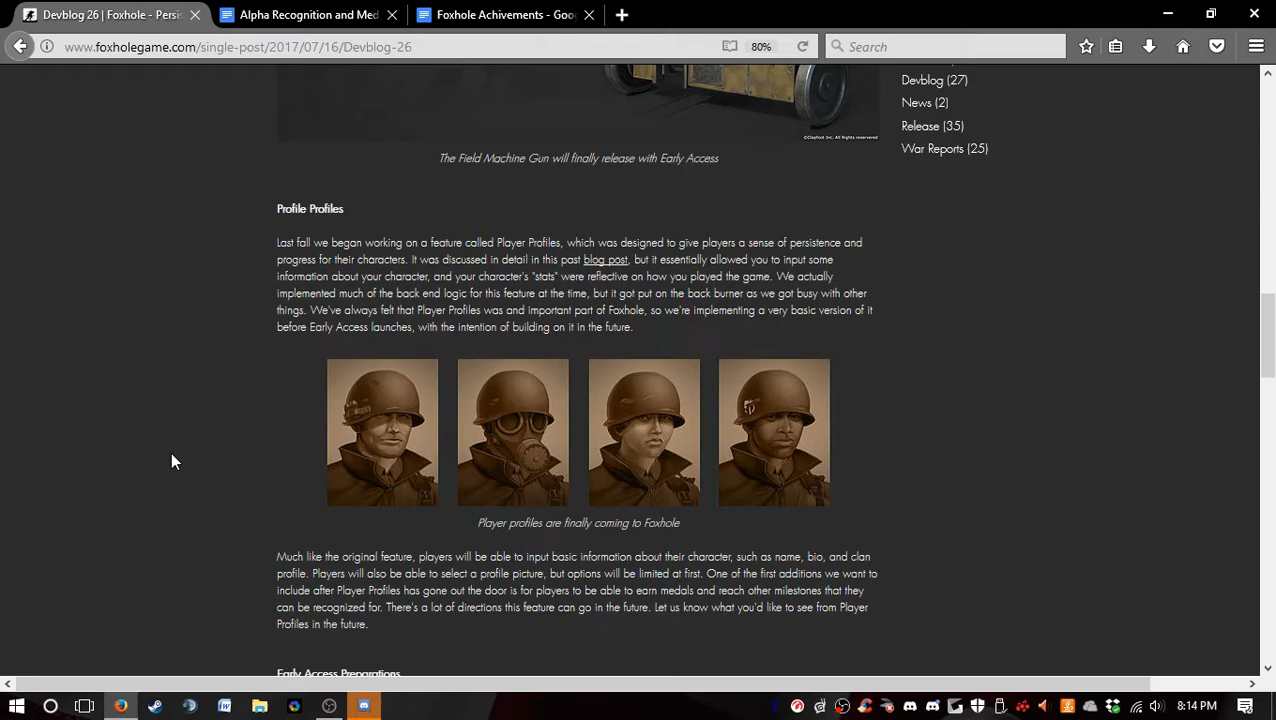 Devblog 26 | Foxhole - Persis
Alpha Recognition and Med
Foxhole Achivements - Goo
www.foxholegame.com/single-post/2017/07/16/Devblog-26
80%
Search
Devblog (27)
News (2)
Release (35)
War Reports (25)
©Clapfoot Inc. All Rights reserverd
The Field Machine Gun will finally release with Early Access
Profile Profiles
Last fall we began working on a feature called Player Profiles, which was designed to give players a sense of persistence and
progress for their characters. It was discussed in detail in this past blog post, but it essentially allowed you to input some
information about your character, and your character's "stats" were reflective on how you played the game. We actually
implemented much of the back end logic for this feature at the time, but it got put on the back burner as we got busy with other
things. We've always felt that Player Profiles was and important part of Foxhole, so we're implementing a very basic version of it
before Early Access launches, with the intention of building on it in the future.
Player profiles are finally coming to Foxhole
Much like the original feature, players will be able to input basic information about their character, such as name, bio, and clan
profile. Players will also be able to select a profile picture, but options will be limited at first. One of the first additions we want to
include after Player Profiles has gone out the door is for players to be able to earn medals and reach other milestones that they
can be recognized for. There's a lot of directions this feature can go in the future. Let us know what you'd like to see from Player
Profiles in the future.
Early Access Preparations
8:14 PM